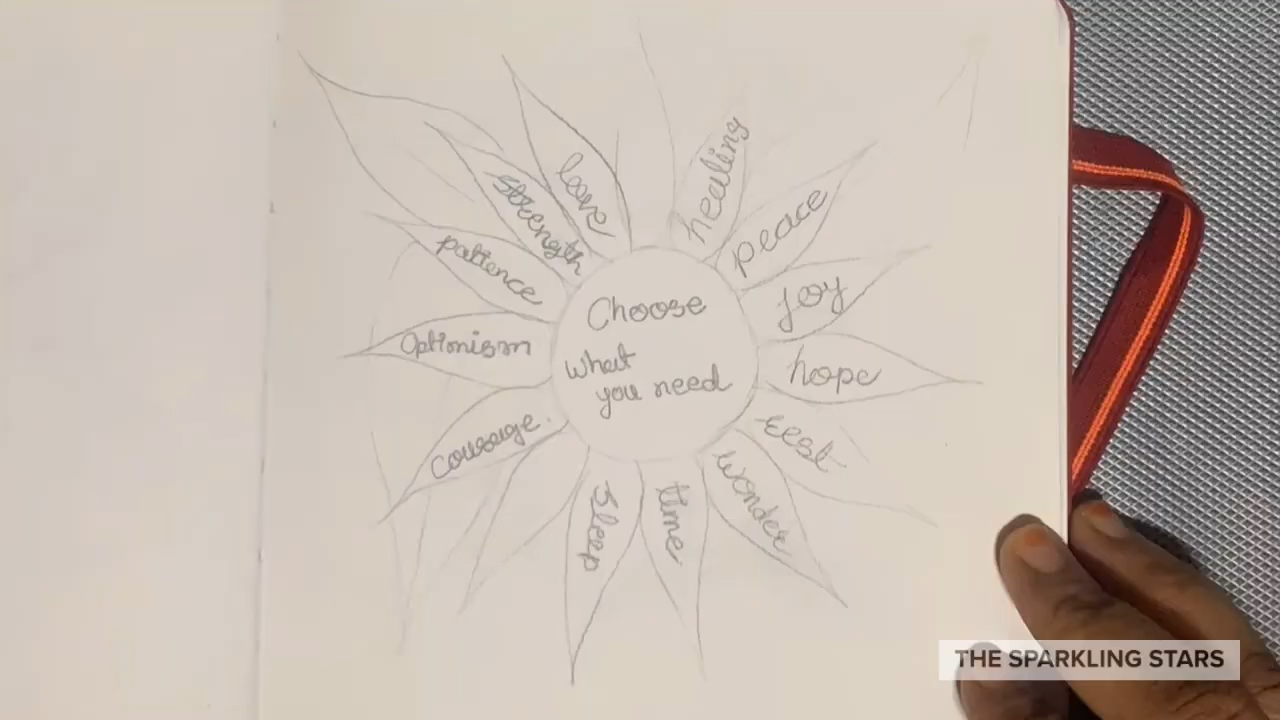 Choose
What
you need
healing
peace
joy
hope
rest
wonder
time
Sleep
courage.
Optimism
patience
strength
love
THE SPARKLING STARS